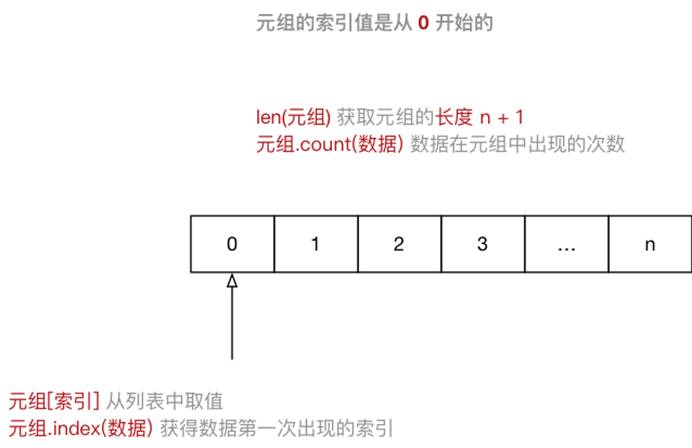 元组的索引值是从 0 开始的
len(元组) 获取元组的长度 n + 1
元组.count(数据) 数据在元组中出现的次数
0 1 2 3 ... n
元组[索引] 从列表中取值
元组.index(数据) 获得数据第一次出现的索引